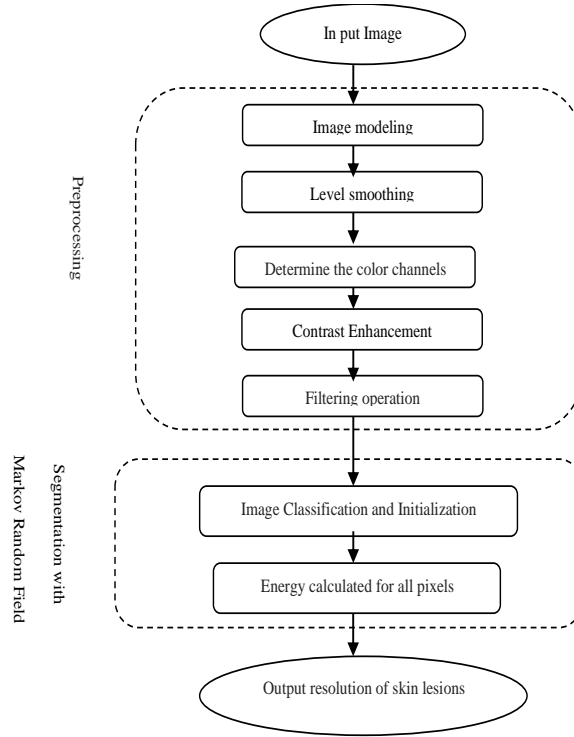 In put Image
Preprocessing
Image modeling
Level smoothing
Determine the color channels
Contrast Enhancement
Filtering operation
Segmentation with
Markov Random Field
Image Classification and Initialization
Energy calculated for all pixels
Output resolution of skin lesions